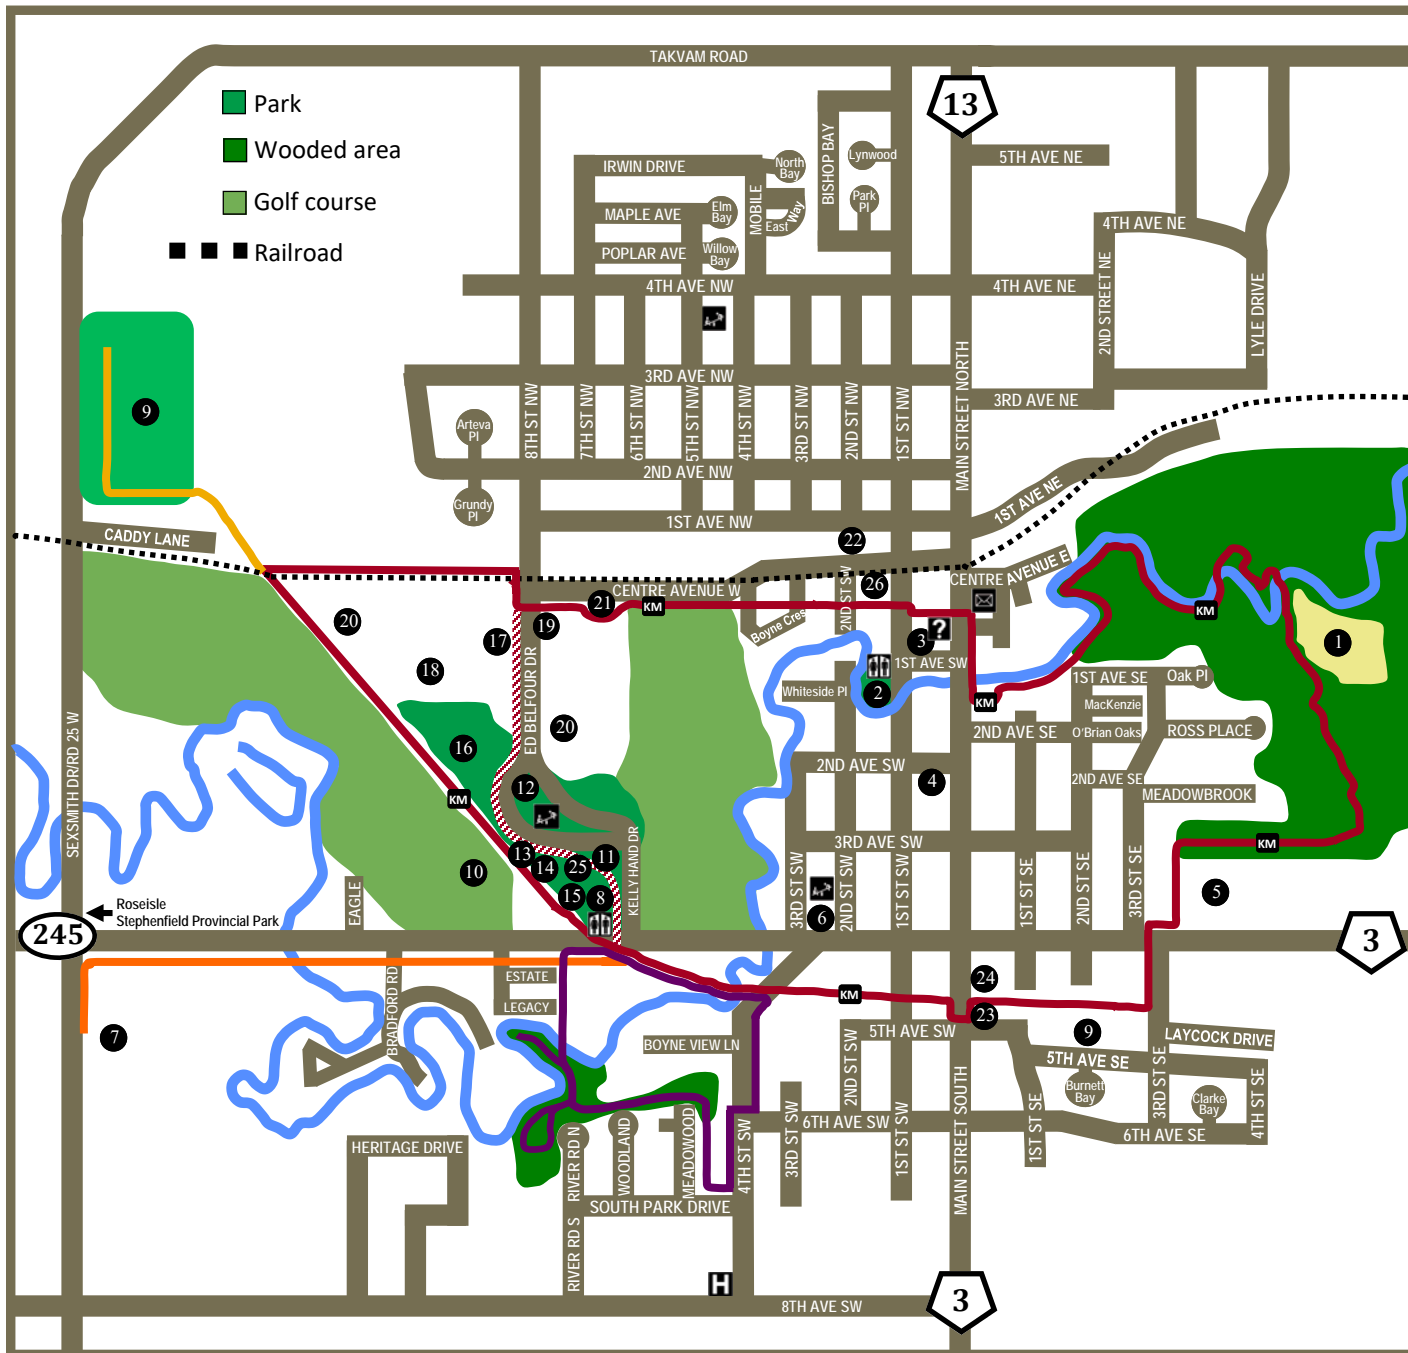 TAKVAM ROAD
13
Park
Wooded area
Golf course
Railroad
IRWIN DRIVE
North
Bay
MAPLE AVE
Elm
Bay
MOBILE
East Way
POPLAR AVE
Willow
Bay
BISHOP BAY
Lynwood
Park
Pl
5TH AVE NE
4TH AVE NE
4TH AVE NW
4TH AVE NE
2ND STREET NE
LYLE DRIVE
3RD AVE NW
3RD AVE NE
MAIN STREET NORTH
8TH ST NW
7TH ST NW
6TH ST NW
5TH ST NW
4TH ST NW
3RD ST NW
2ND ST NW
1ST ST NW
9
Arteva
Pl
2ND AVE NW
Grundy
Pl
1ST AVE NW
1ST AVE NE
CADDY LANE
22
CENTRE AVENUE W
26
CENTRE AVENUE E
2ND ST SW
21
KM
Boyne Cres
KM
20
17
19
3
?
1
18
1ST AVE SW
ED BELFOUR DR
Whiteside Pl
2
KM
1ST AVE SE
Oak Pl
MacKenzie
O'Brian Oaks
2ND AVE SE
ROSS PLACE
20
16
2ND AVE SW
4
2ND AVE SE
MEADOWBROOK
12
KM
SEXSMITH DR/RD 25 W
3RD AVE SW
KM
13
14
25
11
KELLY HAND DR
10
15
8
6
3RD ST SW
2ND ST SW
1ST ST SW
1ST ST SE
2ND ST SE
3RD ST SE
5
EAGLE
Roseisle
Stephenfield Provincial Park
245
3
BRADFORD RD
ESTATE
LEGACY
24
KM
23
7
5TH AVE SW
9
LAYCOCK DRIVE
BOYNE VIEW LN
5TH AVE SE
2ND ST SW
Burnett
Bay
3RD ST SE
Clarke
Bay
4TH ST SE
6TH AVE SW
6TH AVE SE
1ST ST SE
3RD ST SW
1ST ST SW
MAIN STREET SOUTH
HERITAGE DRIVE
RIVER RD N
WOODLAND
MEADOWOOD
4TH ST SW
SOUTH PARK DRIVE
RIVER RD S
H
8TH AVE SW
3